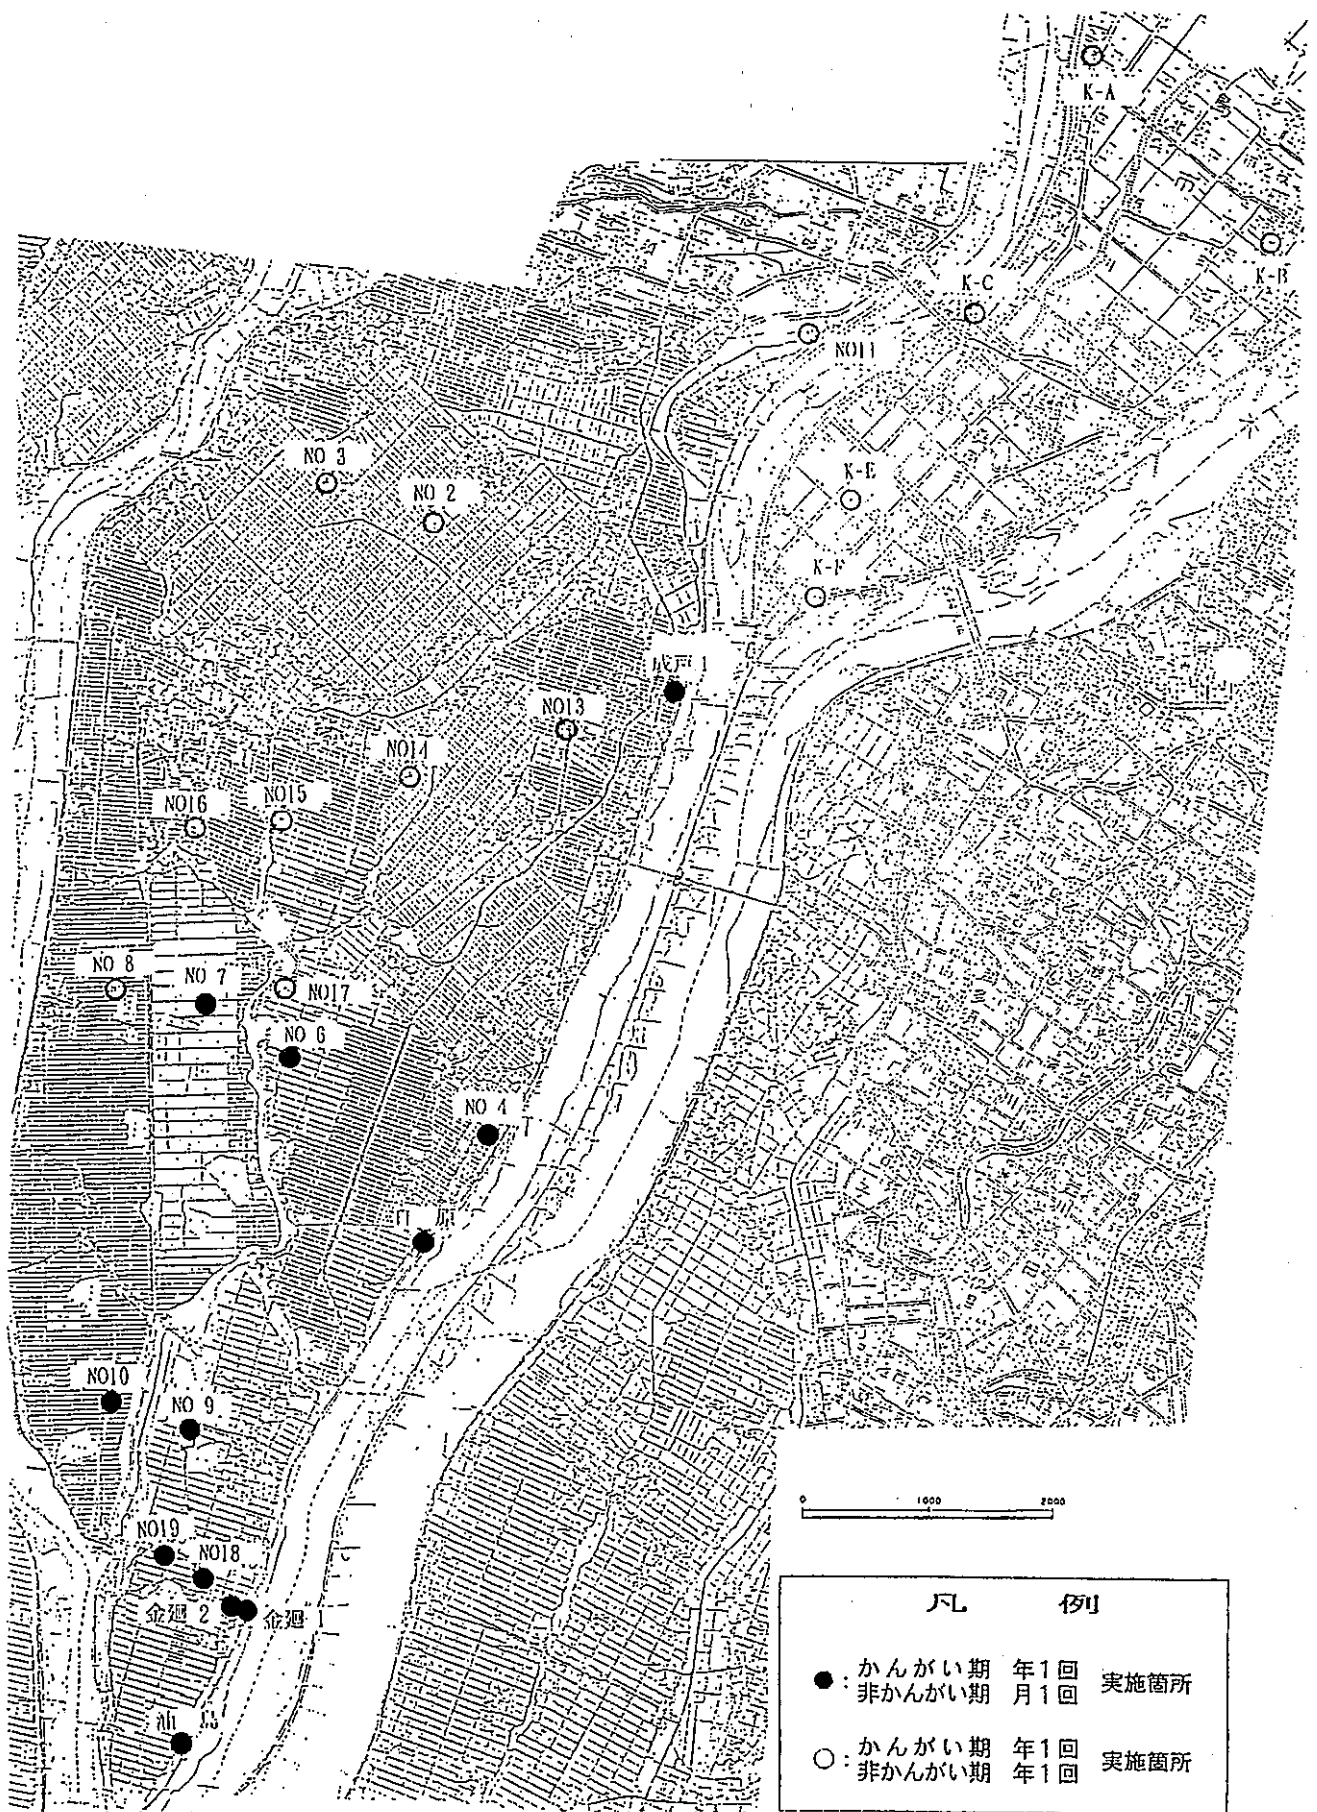 K-A
K-B
K-C
NO11
NO 3
NO 2
K-E
K-F
NO13
NO14
NO15
NO16
NO 8
NO 7
NO17
NO 6
NO 4
NO10
NO 9
NO19
NO18
金廻 2
金廻 1
0 1000 2000
凡 例
●: かんがい期 年1回
非かんがい期 月1回 実施箇所
○: かんがい期 年1回
非かんがい期 年1回 実施箇所